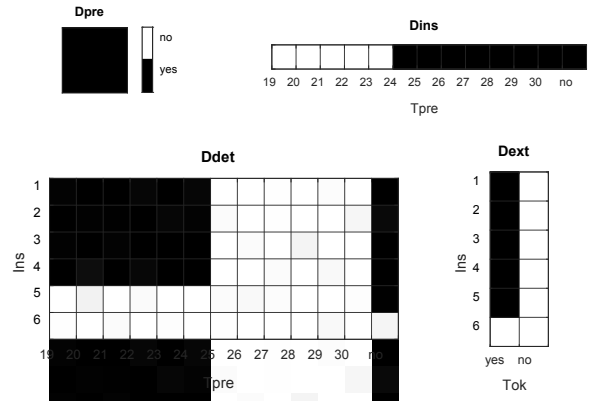 Dpre
no
yes
Dins
19 20 21 22 23 24 25 26 27 28 29 30 no
Tpre
Ddet
1
2
3
4
5
6
Ins
19 20 21 22 23 24 25 26 27 28 29 30 no
Tpre
Dext
1
2
3
4
5
6
Ins
yes no
Tok